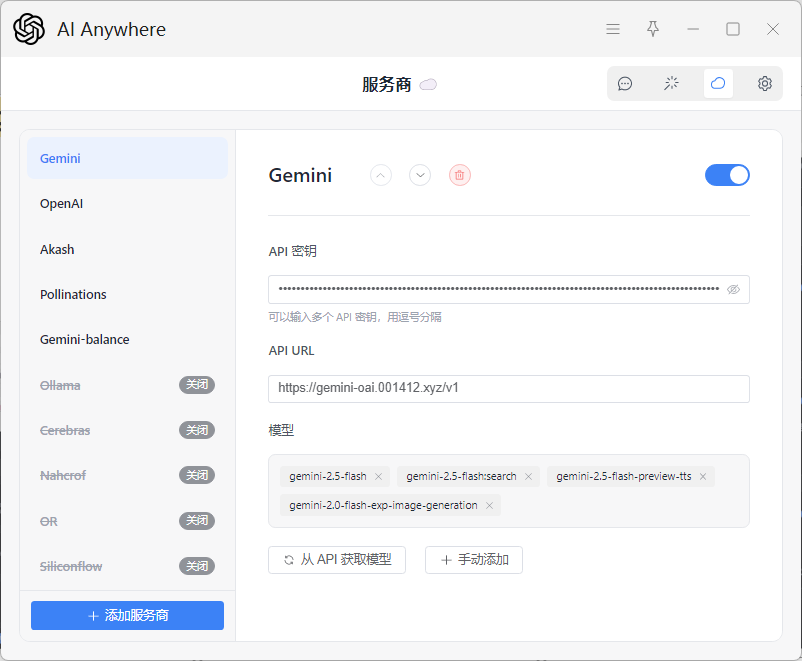 AI Anywhere
服务商
Gemini
OpenAI
Akash
Pollinations
Gemini-balance
Ollama 关闭
Cerebras 关闭
Nahcrof 关闭
OR 关闭
Siliconflow 关闭
+ 添加服务商
Gemini
API 密钥
可以输入多个 API 密钥，用逗号分隔
API URL
https://gemini-oai.001412.xyz/v1
模型
gemini-2.5-flash gemini-2.5-flash:search gemini-2.5-flash-preview-tts
gemini-2.0-flash-exp-image-generation
从 API 获取模型 + 手动添加